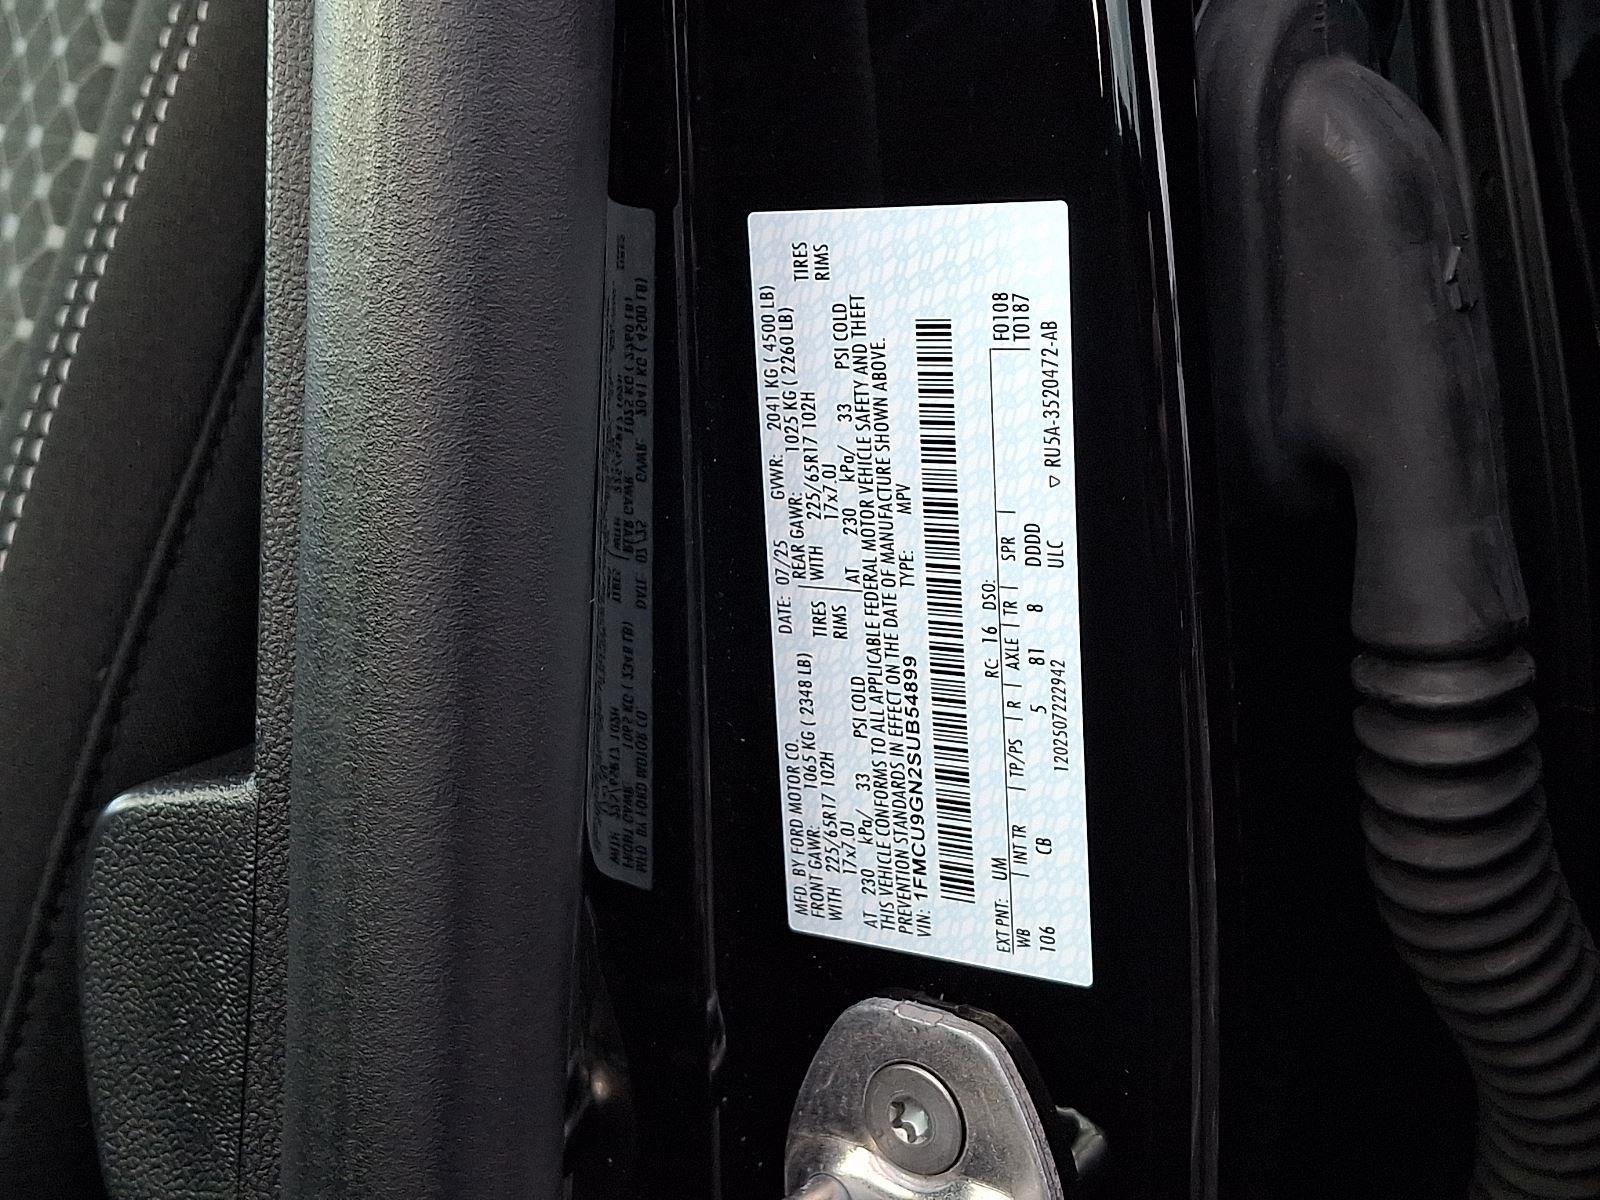 MFD. BY FORD MOTOR CO. DATE: 07/25 GVWR: 2041 KG ( 4500 LB)
FRONT GAWR: 1065 KG ( 2348 LB) REAR GAWR: 1025 KG ( 2260 LB)
WITH 225/65R17 102H TIRES WITH 225/65R17 102H TIRES
17x7.0J RIMS 17x7.0J RIMS
AT 230 kPa/ 33 PSI COLD AT 230 kPa/ 33 PSI COLD
THIS VEHICLE CONFORMS TO ALL APPLICABLE FEDERAL MOTOR VEHICLE SAFETY AND THEFT
PREVENTION STANDARDS IN EFFECT ON THE DATE OF MANUFACTURE SHOWN ABOVE.
VIN: 1FMCU9GN2SUB54899 TYPE: MPV
F0108
T0187
EXT PNT: UM RC 16 DSO:
WB INT TR TP/PS R AXLE TR SPR
106 CB 5 81 8 DDDD
120250722942 ULC ▽ RU5A-3520472-AB